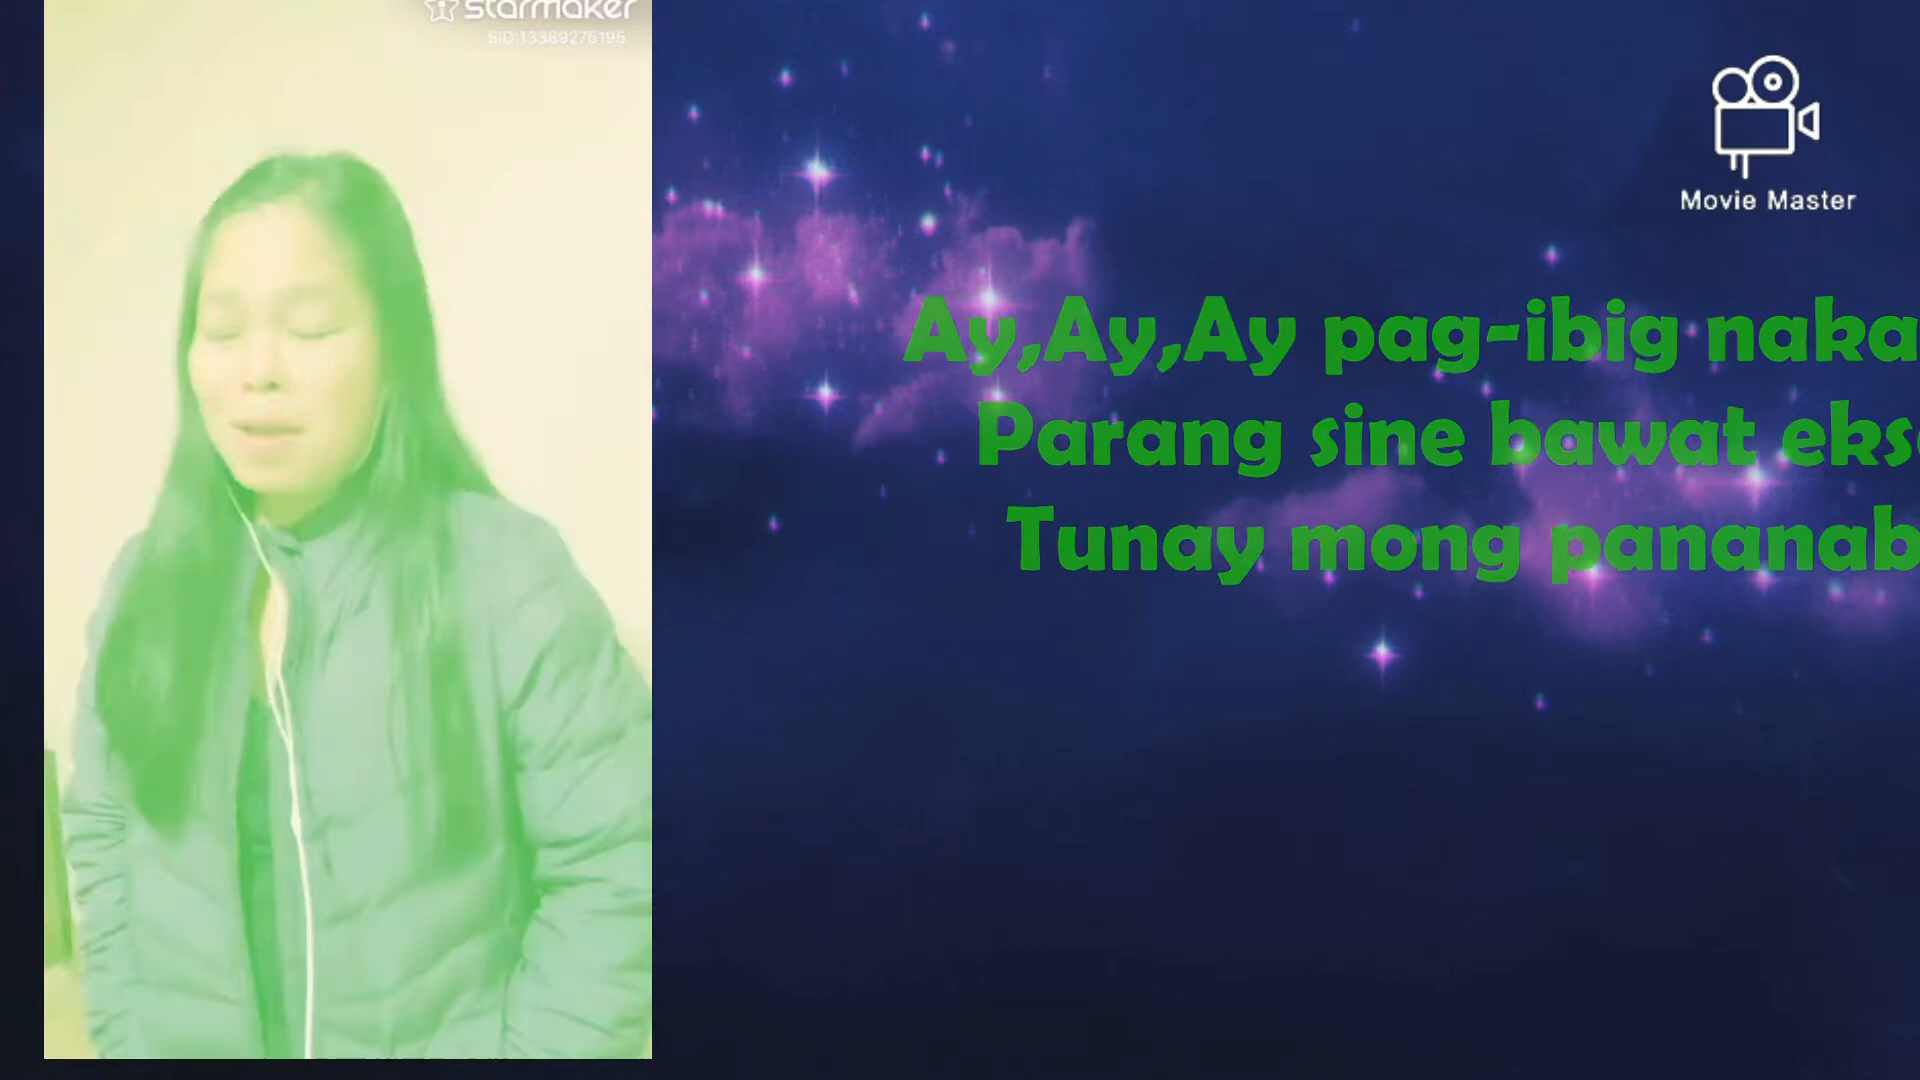 starmaker
SID:13389276195
Movie Master
Ay,Ay,Ay pag-ibig naka
Parang sine bawat eks
Tunay mong pananab